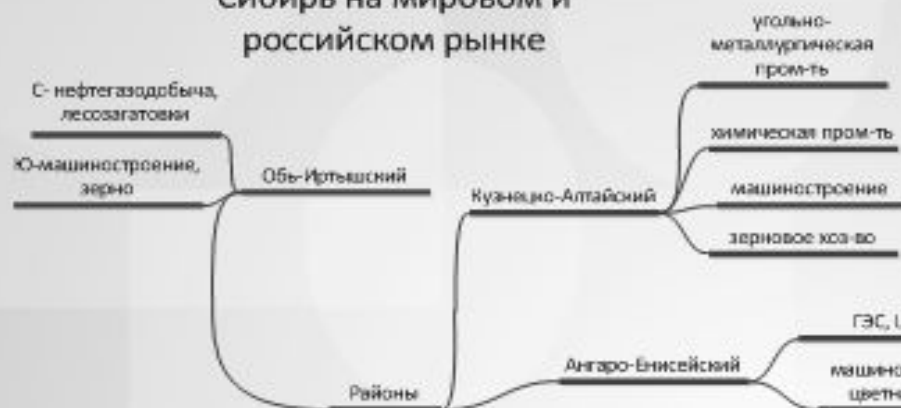 Сибирь на мировом и
российском рынке
С- нефтегазодобыча,
лесозагатовки
Ю-машиностроение,
зерно
Обь-Иртышский
Районы
Кузнецко-Алтайский
угольно-
металлургическая
пром-ть
химическая пром-ть
машиностроение
зерновое хоз-во
Ангаро-Енисейский
ГЭС,